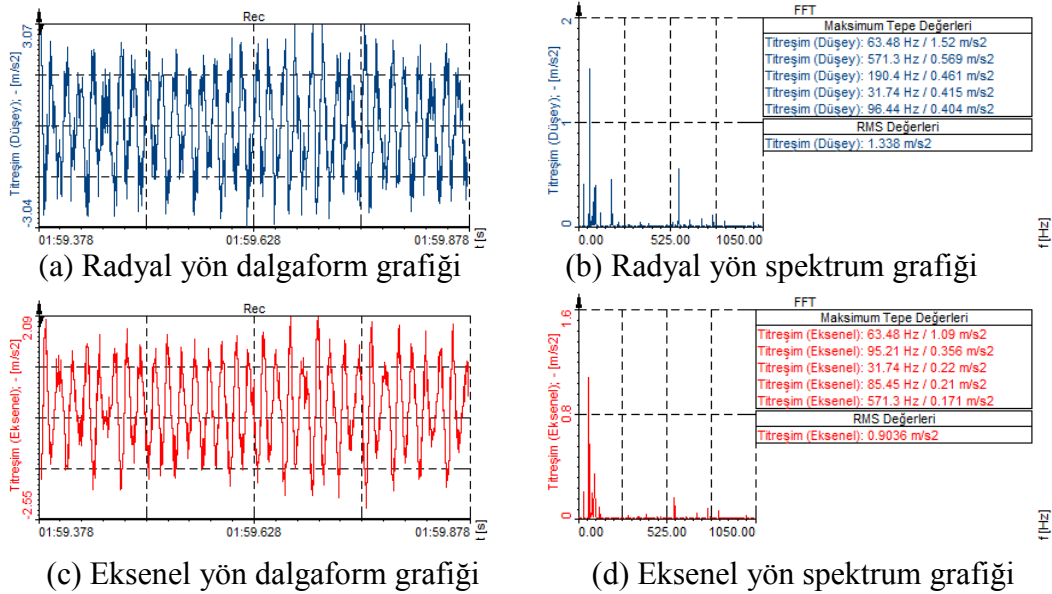 Rec
3.07
Titreşim (Düşey); - [m/s2]
-3.04
01:59.378 01:59.628 01:59.878
t [s]
(a) Radyal yön dalgaform grafiği
FFT
2
Titreşim (Düşey); - [m/s2]
1
0
0.00 525.00 1050.00
f [Hz]
Maksimum Tepe Değerleri
Titreşim (Düşey): 63.48 Hz / 1.52 m/s2
Titreşim (Düşey): 571.3 Hz / 0.569 m/s2
Titreşim (Düşey): 190.4 Hz / 0.461 m/s2
Titreşim (Düşey): 31.74 Hz / 0.415 m/s2
Titreşim (Düşey): 96.44 Hz / 0.404 m/s2
RMS Değerleri
Titreşim (Düşey): 1.338 m/s2
(b) Radyal yön spektrum grafiği
Rec
2.09
Titreşim (Eksenel); - [m/s2]
-2.55
01:59.378 01:59.628 01:59.878
t [s]
(c) Eksenel yön dalgaform grafiği
FFT
1.6
Titreşim (Eksenel); - [m/s2]
0.8
0
0.00 525.00 1050.00
f [Hz]
Maksimum Tepe Değerleri
Titreşim (Eksenel): 63.48 Hz / 1.09 m/s2
Titreşim (Eksenel): 95.21 Hz / 0.356 m/s2
Titreşim (Eksenel): 31.74 Hz / 0.22 m/s2
Titreşim (Eksenel): 85.45 Hz / 0.21 m/s2
Titreşim (Eksenel): 571.3 Hz / 0.171 m/s2
RMS Değerleri
Titreşim (Eksenel): 0.9036 m/s2
(d) Eksenel yön spektrum grafiği